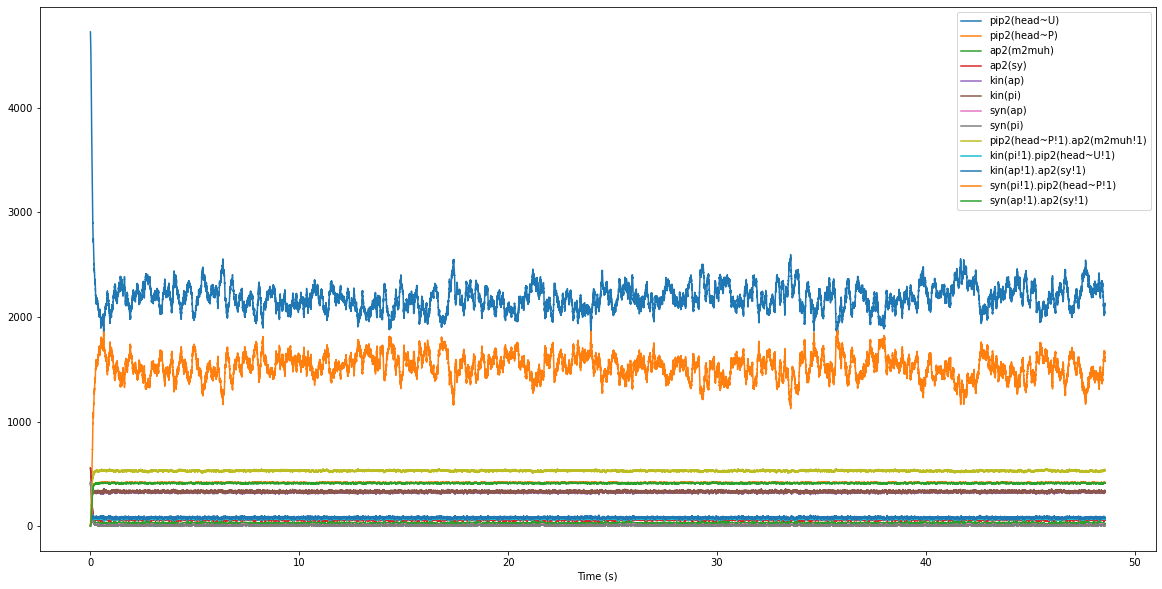 4000
3000
2000
1000
0
0 10 20 30 40 50
Time (s)
pip2(head~U)
pip2(head~P)
ap2(m2muh)
ap2(sy)
kin(ap)
kin(pi)
syn(ap)
syn(pi)
pip2(head~P!1).ap2(m2muh!1)
kin(pi!1).pip2(head~U!1)
kin(ap!1).ap2(sy!1)
syn(pi!1).pip2(head~P!1)
syn(ap!1).ap2(sy!1)